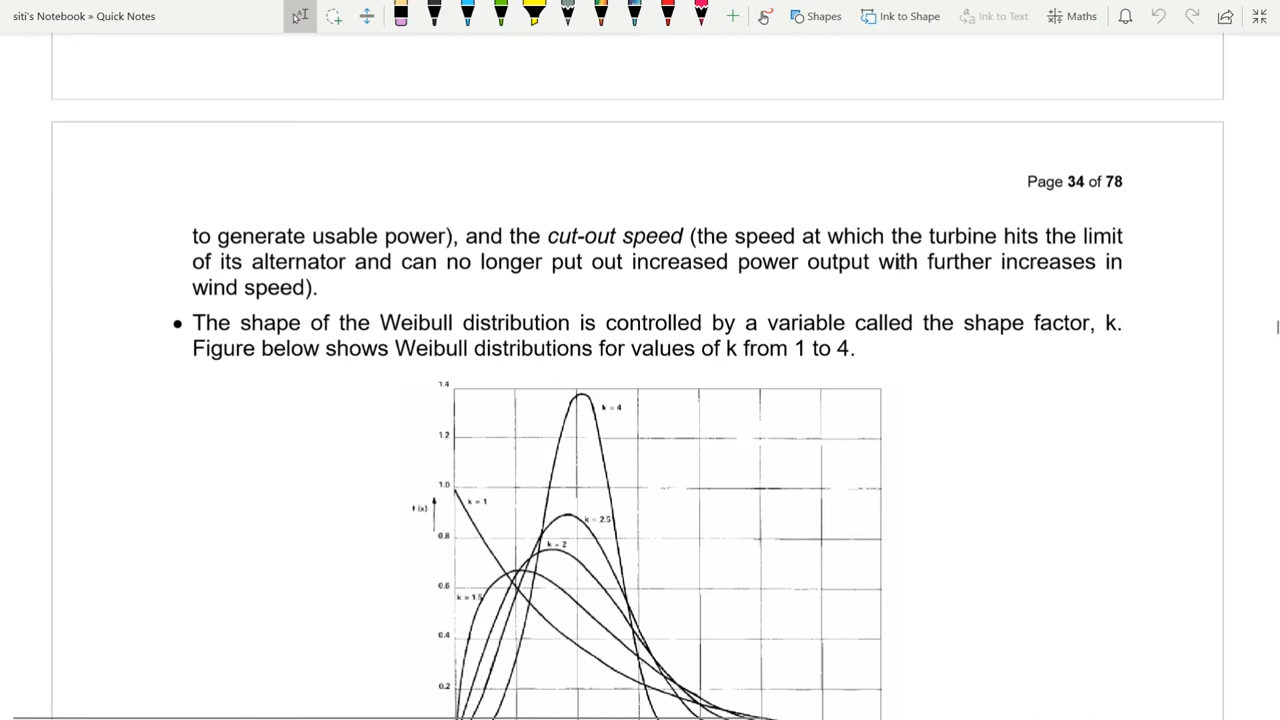 siti's Notebook » Quick Notes
Shapes
Ink to Shape
Ink to Text
Maths
Page 34 of 78
to generate usable power), and the cut-out speed (the speed at which the turbine hits the limit
of its alternator and can no longer put out increased power output with further increases in
wind speed).
• The shape of the Weibull distribution is controlled by a variable called the shape factor, k.
Figure below shows Weibull distributions for values of k from 1 to 4.
1.4
k = 4
1.2
1.0
k = 1
f (x)
k = 2.5
0.8
k = 2
0.6
k = 1.5
0.4
0.2